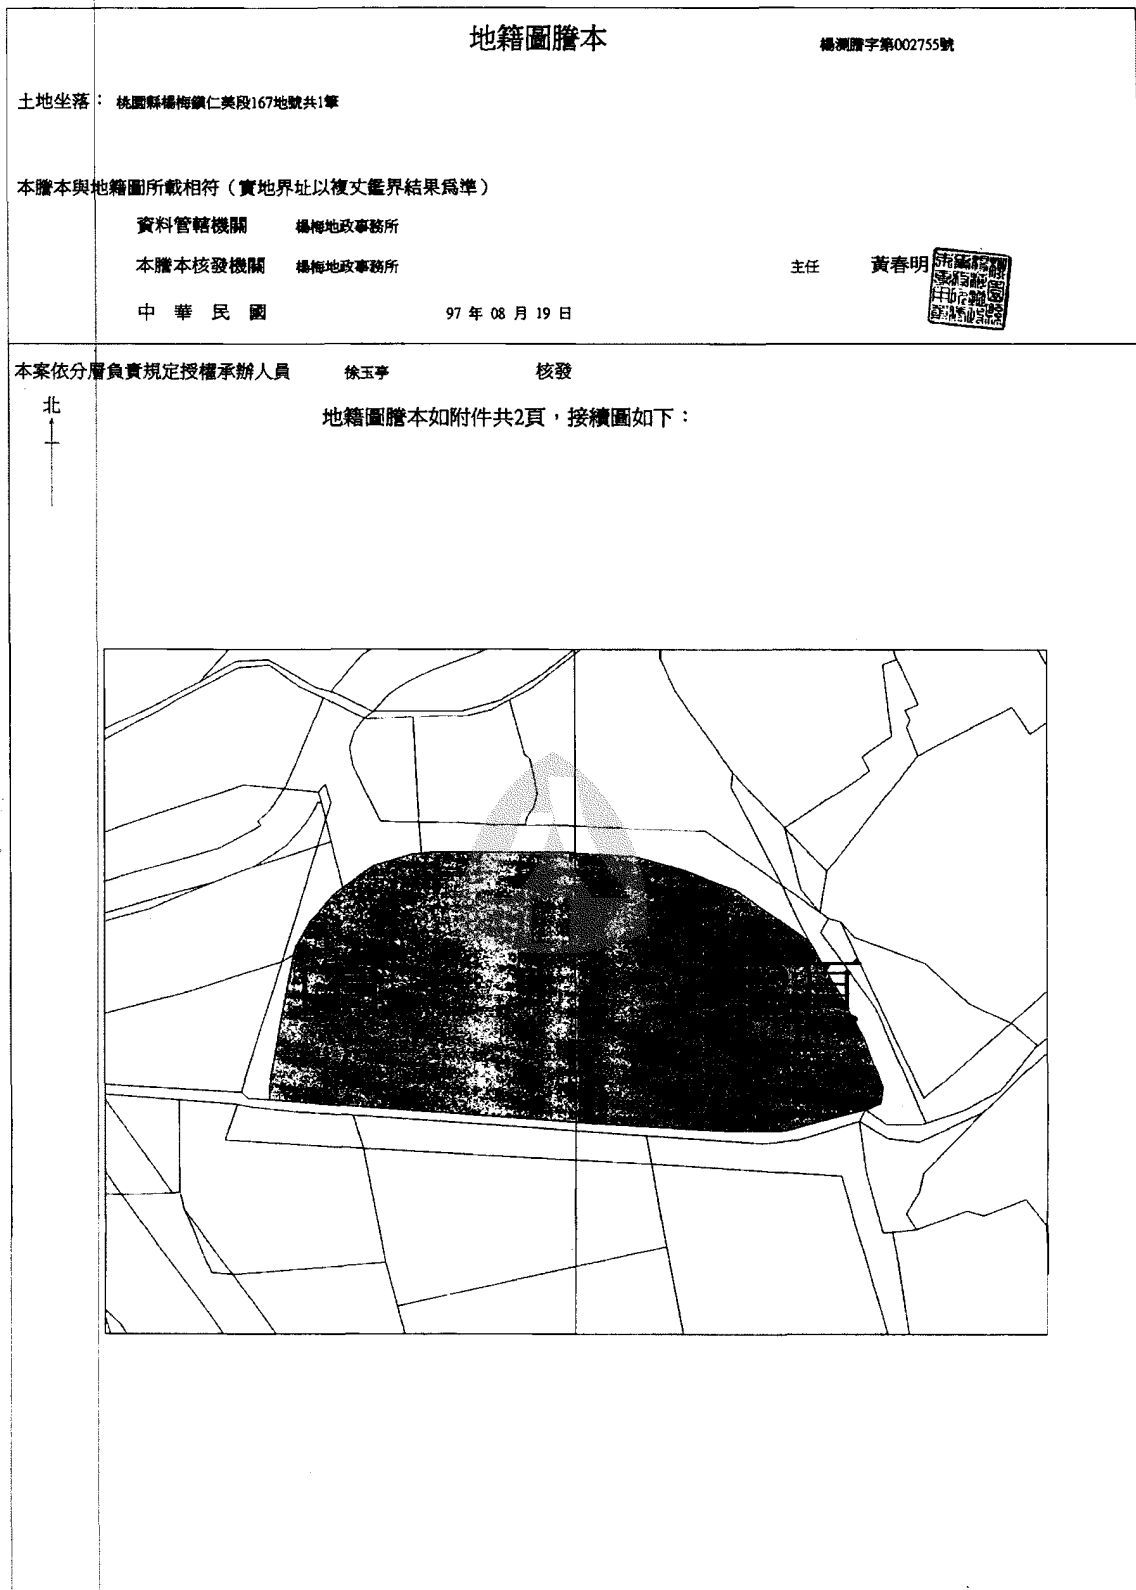 地籍圖謄本
楊測謄字第002755號
土地坐落： 桃園縣楊梅鎮仁美段167地號共1筆
本謄本與地籍圖所載相符（實地界址以複丈鑑界結果為準）
資料管轄機關 楊梅地政事務所
本謄本核發機關 楊梅地政事務所 主任 黃春明
中 華 民 國 97 年 08 月 19 日
本案依分層負責規定授權承辦人員 徐玉亭 核發
北
地籍圖謄本如附件共2頁，接續圖如下：